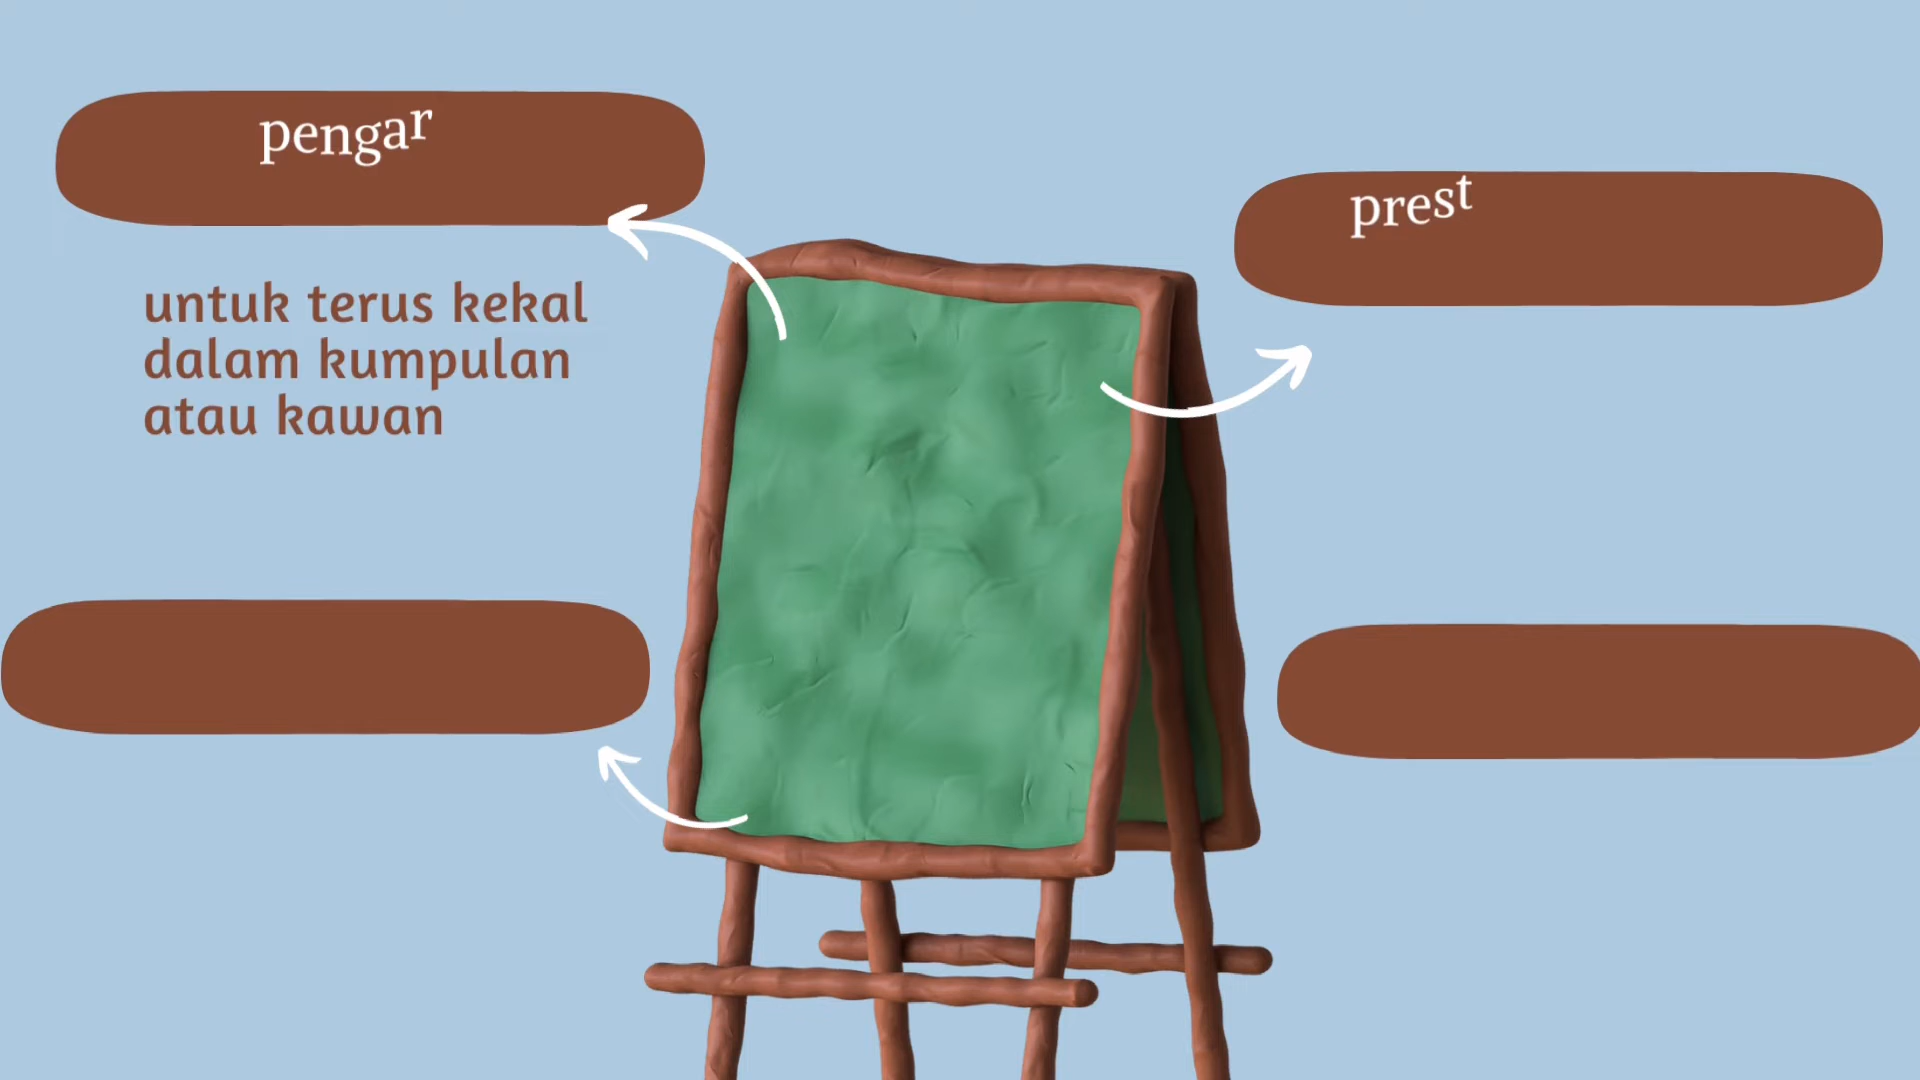 pengar
untuk terus kekal
dalam kumpulan
atau kawan
prest